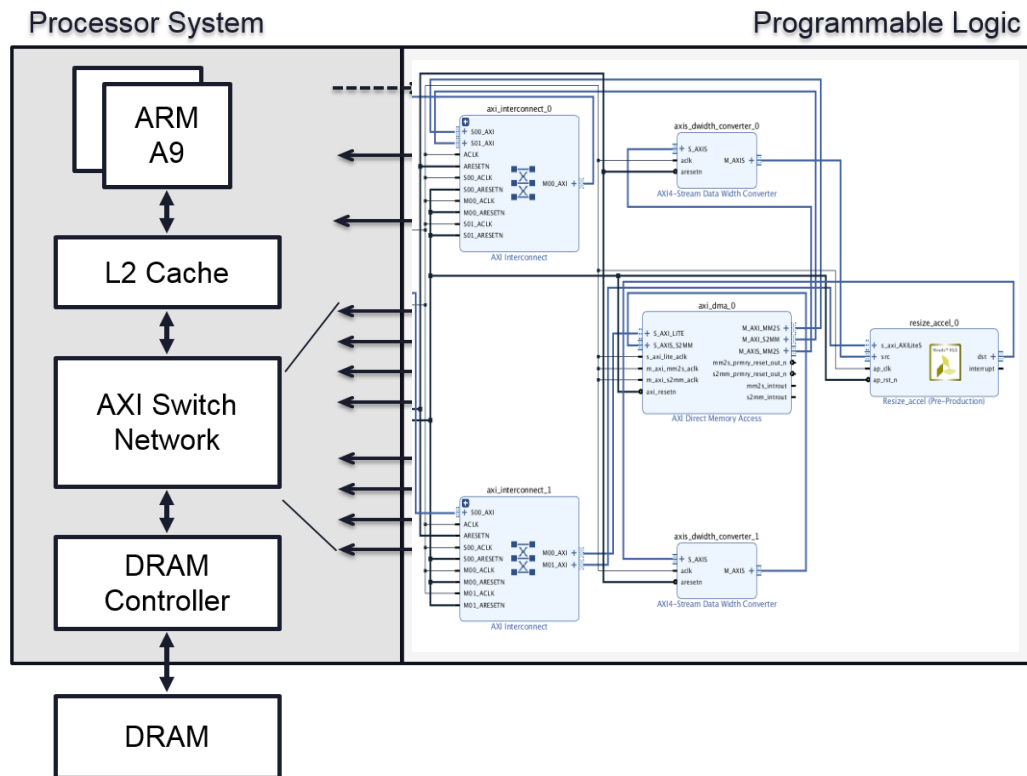 Processor System
Programmable Logic
ARM
A9
L2 Cache
AXI Switch
Network
DRAM
Controller
DRAM
axi_interconnect_0
S00_AXI
S01_AXI
ACLK
ARESETN
S00_ACLK
S00_ARESETN
M00_ACLK
M00_ARESETN
S01_ACLK
S01_ARESETN
M00_AXI
AXI Interconnect
axis_dwidth_converter_0
S_AXIS
aclk
aresetn
M_AXIS
AXI4-Stream Data Width Converter
axi_dma_0
S_AXI_LITE
S_AXIS_S2MM
s_axi_lite_aclk
m_axi_mm2s_aclk
m_axi_s2mm_aclk
axi_resetn
M_AXI_MM2S
M_AXI_S2MM
M_AXIS_MM2S
mm2s_prmry_reset_out_n
s2mm_prmry_reset_out_n
mm2s_introut
s2mm_introut
AXI Direct Memory Access
resize_accel_0
s_axi_AXILiteS
src
ap_clk
ap_rst_n
dst
interrupt
Resize_accel (Pre-Production)
axi_interconnect_1
S00_AXI
ACLK
ARESETN
S00_ACLK
S00_ARESETN
M00_ACLK
M00_ARESETN
M01_ACLK
M01_ARESETN
M00_AXI
M01_AXI
AXI Interconnect
axis_dwidth_converter_1
S_AXIS
aclk
aresetn
M_AXIS
AXI4-Stream Data Width Converter